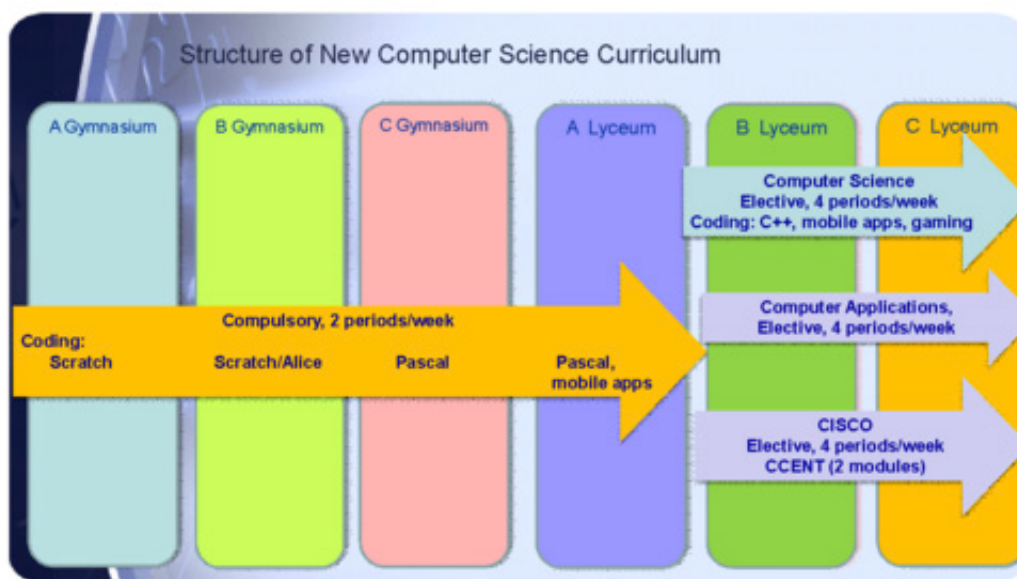 Structure of New Computer Science Curriculum
A Gymnasium
B Gymnasium
C Gymnasium
A Lyceum
B Lyceum
C Lyceum
Computer Science
Elective, 4 periods/week
Coding: C++, mobile apps, gaming
Compulsory, 2 periods/week
Coding:
Scratch
Scratch/Alice
Pascal
Pascal,
mobile apps
Computer Applications,
Elective, 4 periods/week
CISCO
Elective, 4 periods/week
CCENT (2 modules)